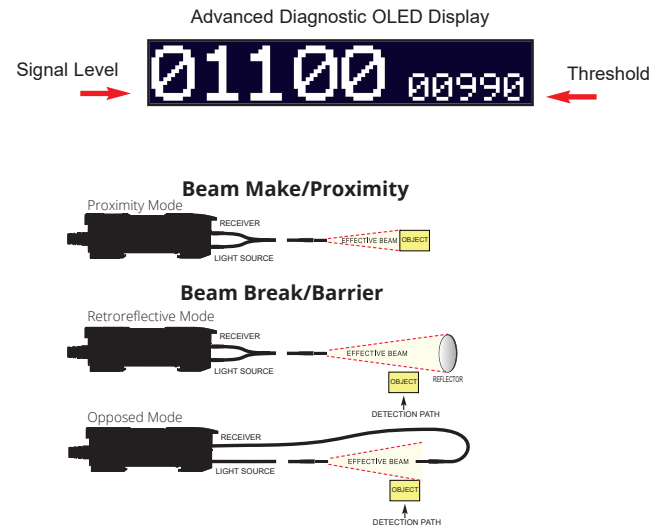 Advanced Diagnostic OLED Display
Signal Level
01100 00990
Threshold
Beam Make/Proximity
Proximity Mode
RECEIVER
EFFECTIVE BEAM
OBJECT
LIGHT SOURCE
Beam Break/Barrier
Retroreflective Mode
RECEIVER
EFFECTIVE BEAM
LIGHT SOURCE
OBJECT
REFLECTOR
DETECTION PATH
Opposed Mode
RECEIVER
EFFECTIVE BEAM
LIGHT SOURCE
OBJECT
DETECTION PATH